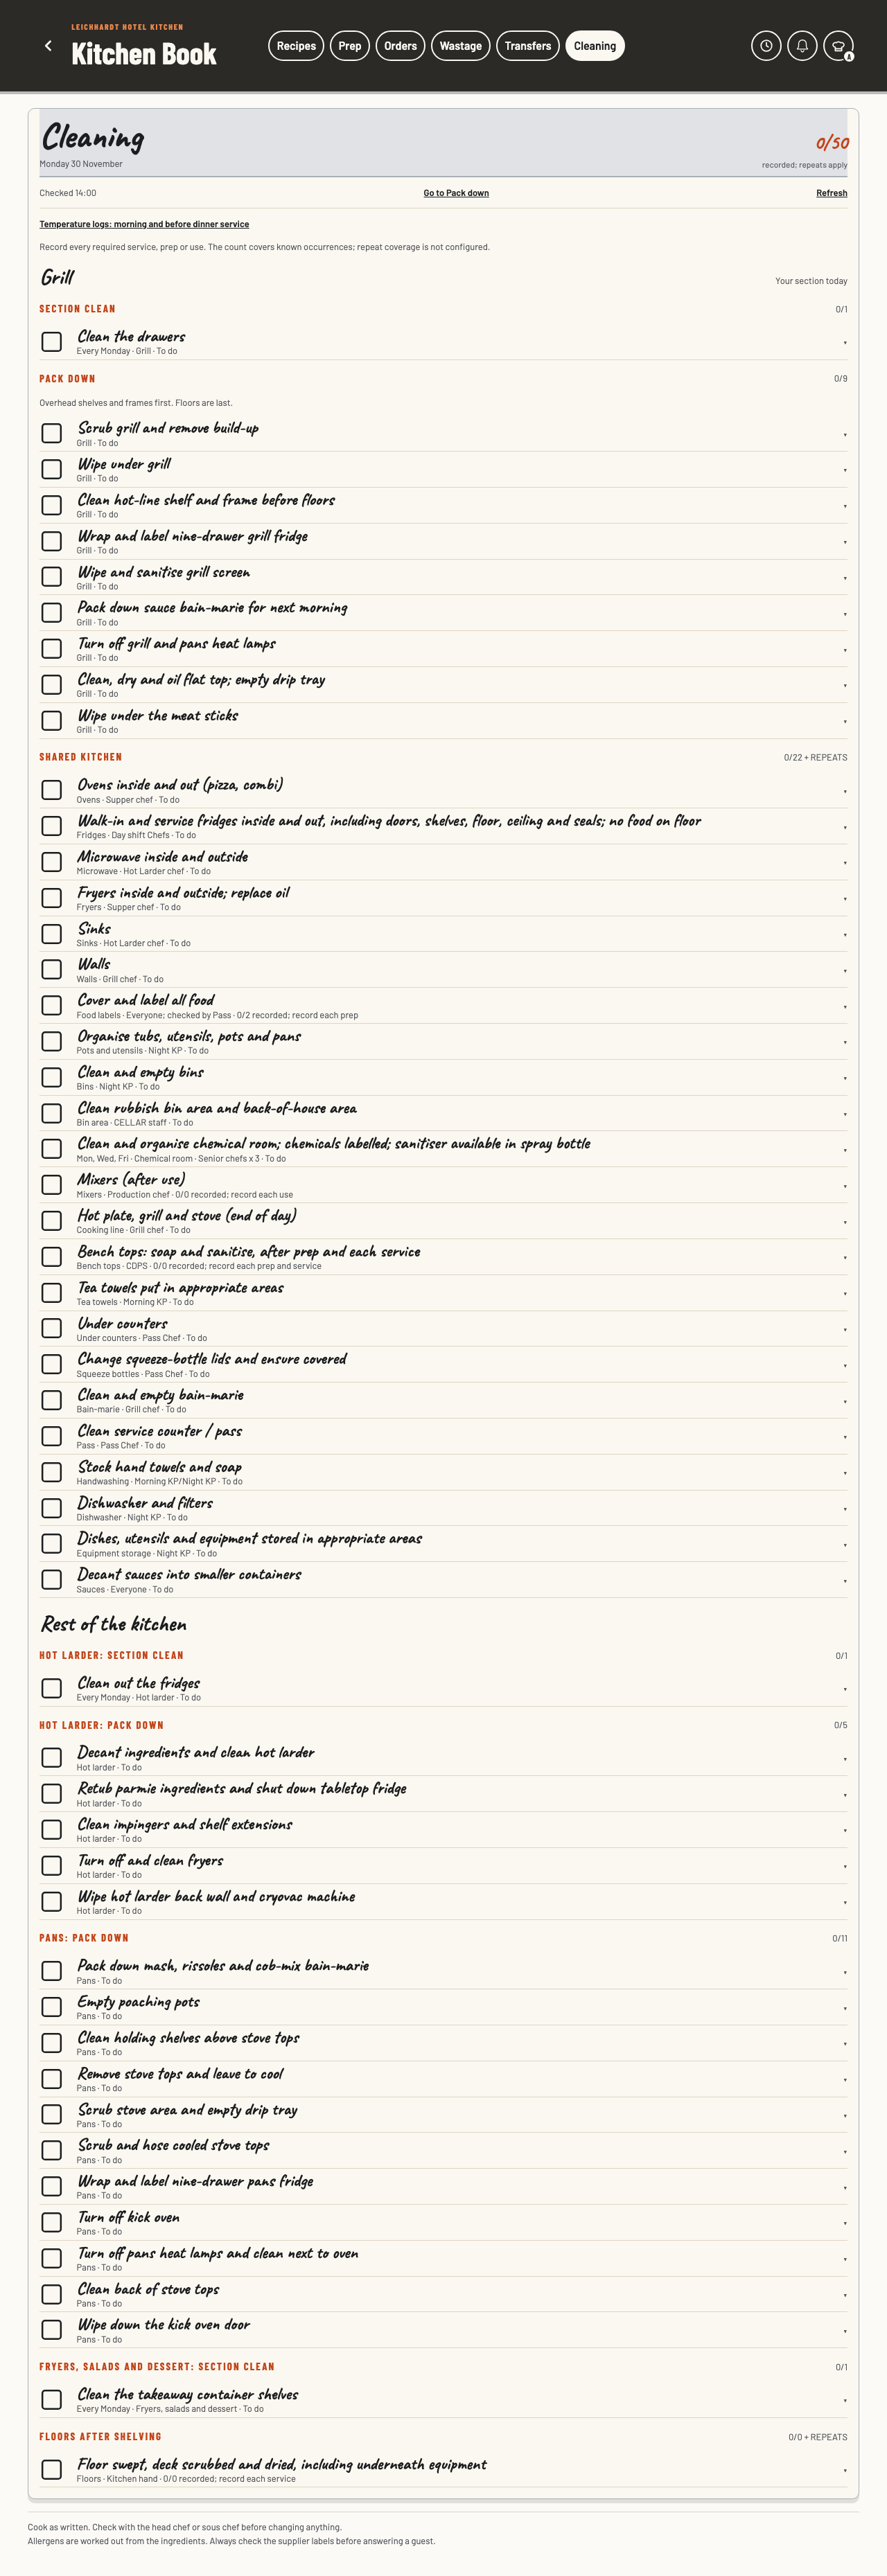 LEICHHARDT HOTEL KITCHEN
Kitchen Book
Recipes
Prep
Orders
Wastage
Transfers
Cleaning
Cleaning
0/50
Monday 30 November
recorded; repeats apply
Checked 14:00
Go to Pack down
Refresh
Temperature logs: morning and before dinner service
Record every required service, prep or use. The count covers known occurrences; repeat coverage is not configured.
Grill
Your section today
SECTION CLEAN
0/1
Clean the drawers
Every Monday · Grill · To do
PACK DOWN
0/9
Overhead shelves and frames first. Floors are last.
Scrub grill and remove build-up
Grill · To do
Wipe under grill
Grill · To do
Clean hot-line shelf and frame before floors
Grill · To do
Wrap and label nine-drawer grill fridge
Grill · To do
Wipe and sanitise grill screen
Grill · To do
Pack down sauce bain-marie for next morning
Grill · To do
Turn off grill and pans heat lamps
Grill · To do
Clean, dry and oil flat top; empty drip tray
Grill · To do
Wipe under the meat sticks
Grill · To do
SHARED KITCHEN
0/22 + REPEATS
Ovens inside and out (pizza, combi)
Ovens · Supper chef · To do
Walk-in and service fridges inside and out, including doors, shelves, floor, ceiling and seals; no food on floor
Fridges · Day shift Chefs · To do
Microwave inside and outside
Microwave · Hot Larder chef · To do
Fryers inside and outside; replace oil
Fryers · Supper chef · To do
Sinks
Sinks · Hot Larder chef · To do
Walls
Walls · Grill chef · To do
Cover and label all food
Food labels · Everyone; checked by Pass · 0/2 recorded; record each prep
Organise tubs, utensils, pots and pans
Pots and utensils · Night KP · To do
Clean and empty bins
Bins · Night KP · To do
Clean rubbish bin area and back-of-house area
Bin area · CELLAR staff · To do
Clean and organise chemical room; chemicals labelled; sanitiser available in spray bottle
Mon, Wed, Fri · Chemical room · Senior chefs x 3 · To do
Mixers (after use)
Mixers · Production chef · 0/0 recorded; record each use
Hot plate, grill and stove (end of day)
Cooking line · Grill chef · To do
Bench tops: soap and sanitise, after prep and each service
Bench tops · CDPS · 0/0 recorded; record each prep and service
Tea towels put in appropriate areas
Tea towels · Morning KP · To do
Under counters
Under counters · Pass Chef · To do
Change squeeze-bottle lids and ensure covered
Squeeze bottles · Pass Chef · To do
Clean and empty bain-marie
Bain-marie · Grill chef · To do
Clean service counter / pass
Pass · Pass Chef · To do
Stock hand towels and soap
Handwashing · Morning KP/Night KP · To do
Dishwasher and filters
Dishwasher · Night KP · To do
Dishes, utensils and equipment stored in appropriate areas
Equipment storage · Night KP · To do
Decant sauces into smaller containers
Sauces · Everyone · To do
Rest of the kitchen
HOT LARDER: SECTION CLEAN
0/1
Clean out the fridges
Every Monday · Hot larder · To do
HOT LARDER: PACK DOWN
0/5
Decant ingredients and clean hot larder
Hot larder · To do
Retub parmie ingredients and shut down tabletop fridge
Hot larder · To do
Clean impingers and shelf extensions
Hot larder · To do
Turn off and clean fryers
Hot larder · To do
Wipe hot larder back wall and cryovac machine
Hot larder · To do
PANS: PACK DOWN
0/11
Pack down mash, rissoles and cob-mix bain-marie
Pans · To do
Empty poaching pots
Pans · To do
Clean holding shelves above stove tops
Pans · To do
Remove stove tops and leave to cool
Pans · To do
Scrub stove area and empty drip tray
Pans · To do
Scrub and hose cooled stove tops
Pans · To do
Wrap and label nine-drawer pans fridge
Pans · To do
Turn off kick oven
Pans · To do
Turn off pans heat lamps and clean next to oven
Pans · To do
Clean back of stove tops
Pans · To do
Wipe down the kick oven door
Pans · To do
FRYERS, SALADS AND DESSERT: SECTION CLEAN
0/1
Clean the takeaway container shelves
Every Monday · Fryers, salads and dessert · To do
FLOORS AFTER SHELVING
0/0 + REPEATS
Floor swept, deck scrubbed and dried, including underneath equipment
Floors · Kitchen hand · 0/0 recorded; record each service
Cook as written. Check with the head chef or sous chef before changing anything.
Allergens are worked out from the ingredients. Always check the supplier labels before answering a guest.